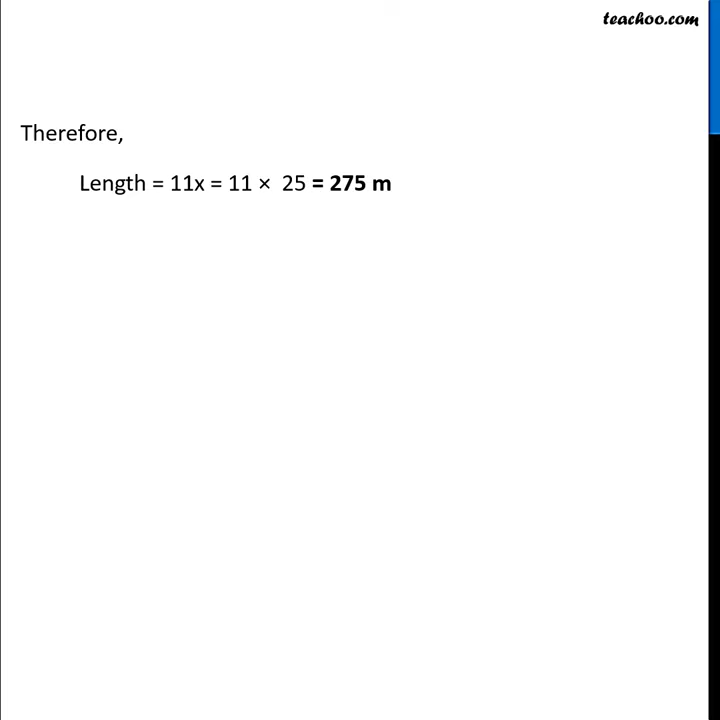 teachoo.com
Therefore,
Length = 11x = 11 × 25 = 275 m